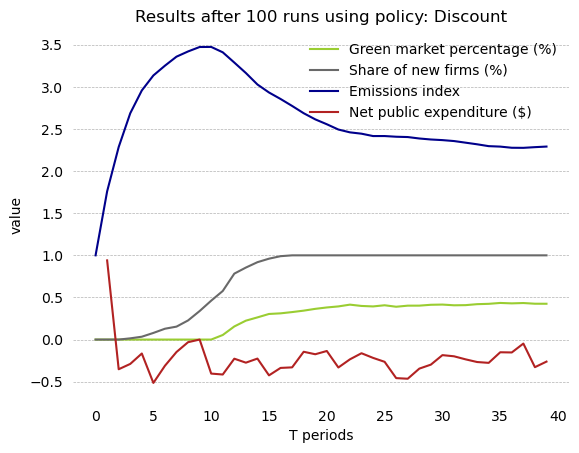 Results after 100 runs using policy: Discount
Green market percentage (%)
Share of new firms (%)
Emissions index
Net public expenditure ($)
value
3.5
3.0
2.5
2.0
1.5
1.0
0.5
0.0
−0.5
0 5 10 15 20 25 30 35 40
T periods